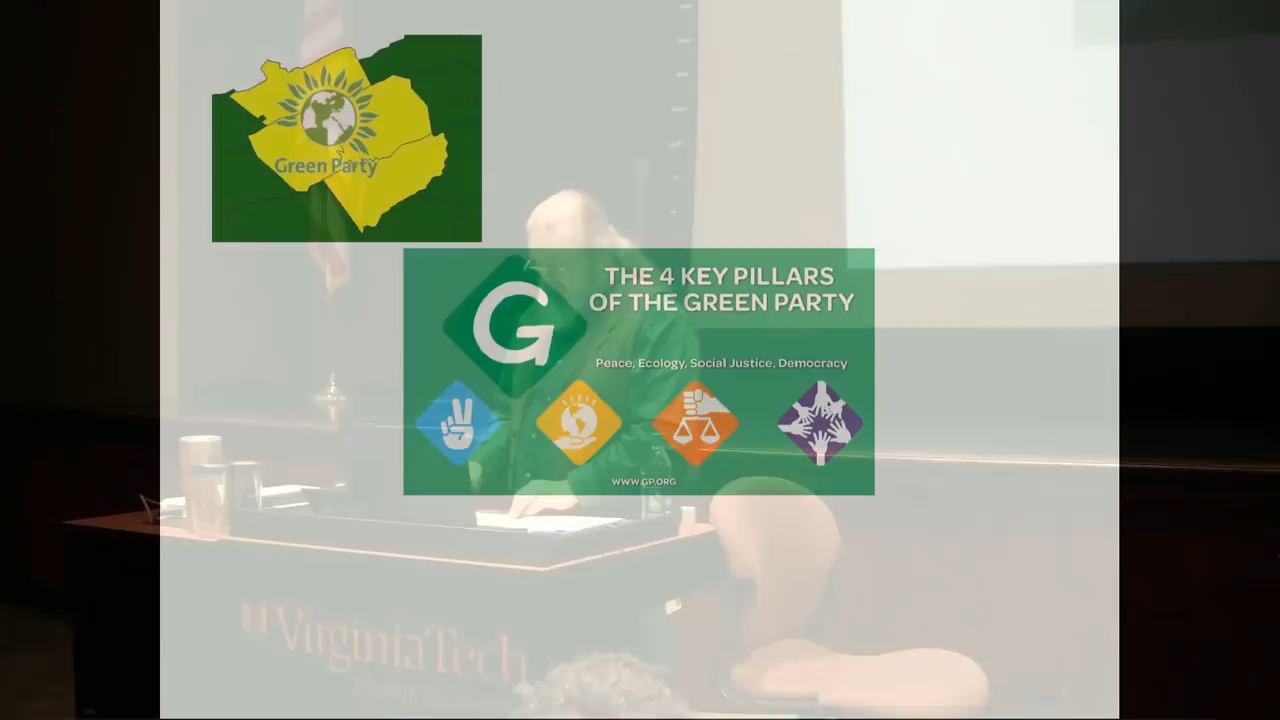 Green Party
THE 4 KEY PILLARS
OF THE GREEN PARTY
G
Peace, Ecology, Social Justice, Democracy
WWW.GP.ORG
VirginiaTech